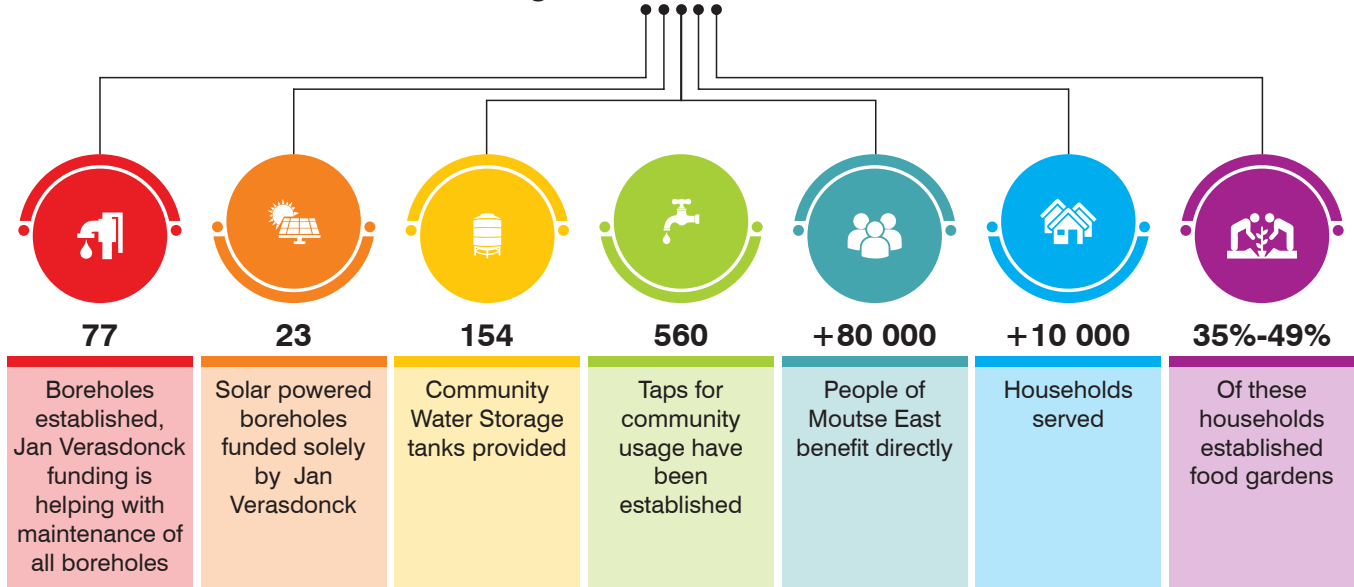 77
Boreholes
established,
Jan Verasdonck
funding is
helping with
maintenance of
all boreholes
23
Solar powered
boreholes
funded solely
by Jan
Verasdonck
154
Community
Water Storage
tanks provided
560
Taps for
community
usage have
been
established
+80 000
People of
Moutse East
benefit directly
+10 000
Households
served
35%-49%
Of these
households
established
food gardens